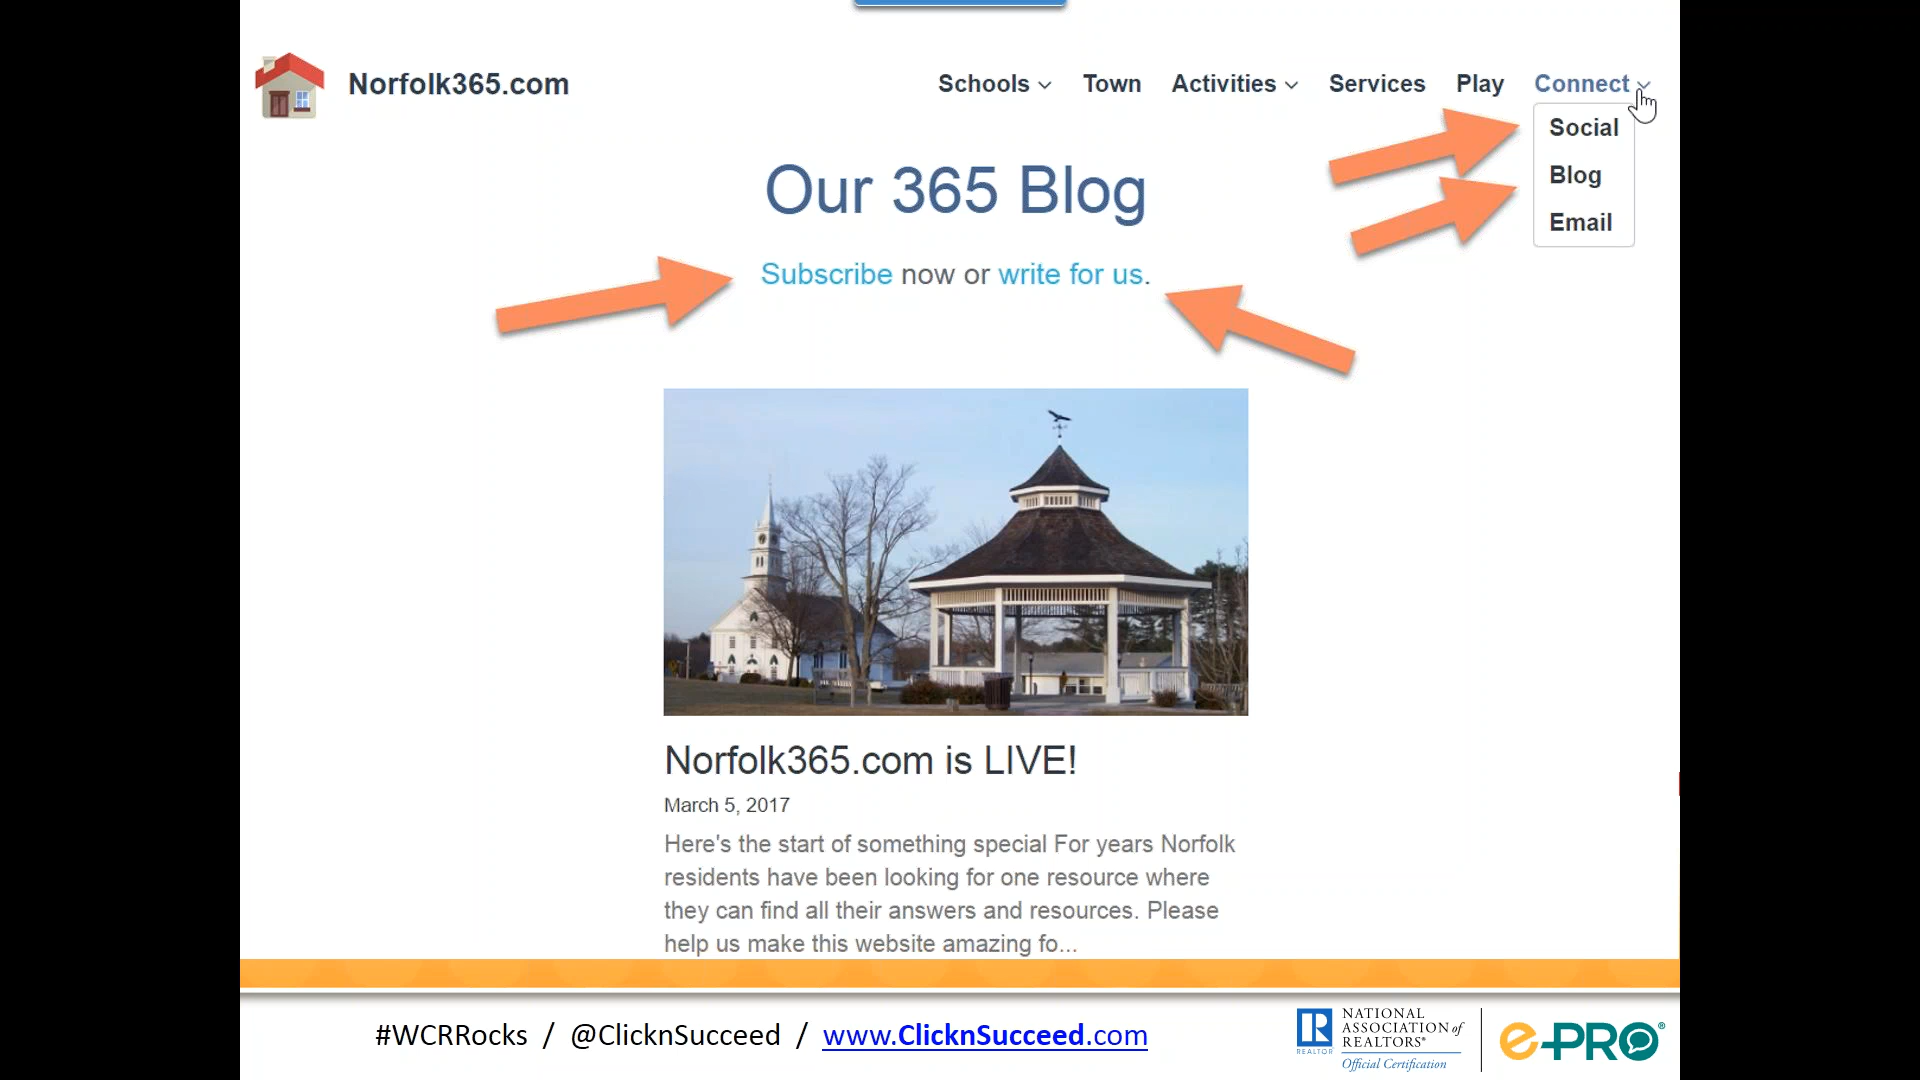 Norfolk365.com
Schools Town Activities Services Play Connect
Social
Blog
Email
Our 365 Blog
Subscribe now or write for us.
Norfolk365.com is LIVE!
March 5, 2017
Here's the start of something special For years Norfolk
residents have been looking for one resource where
they can find all their answers and resources. Please
help us make this website amazing fo...
#WCRRocks / @ClicknSucceed / www.ClicknSucceed.com
REALTOR
NATIONAL
ASSOCIATION of
REALTORS®
Official Certification
e-PRO®